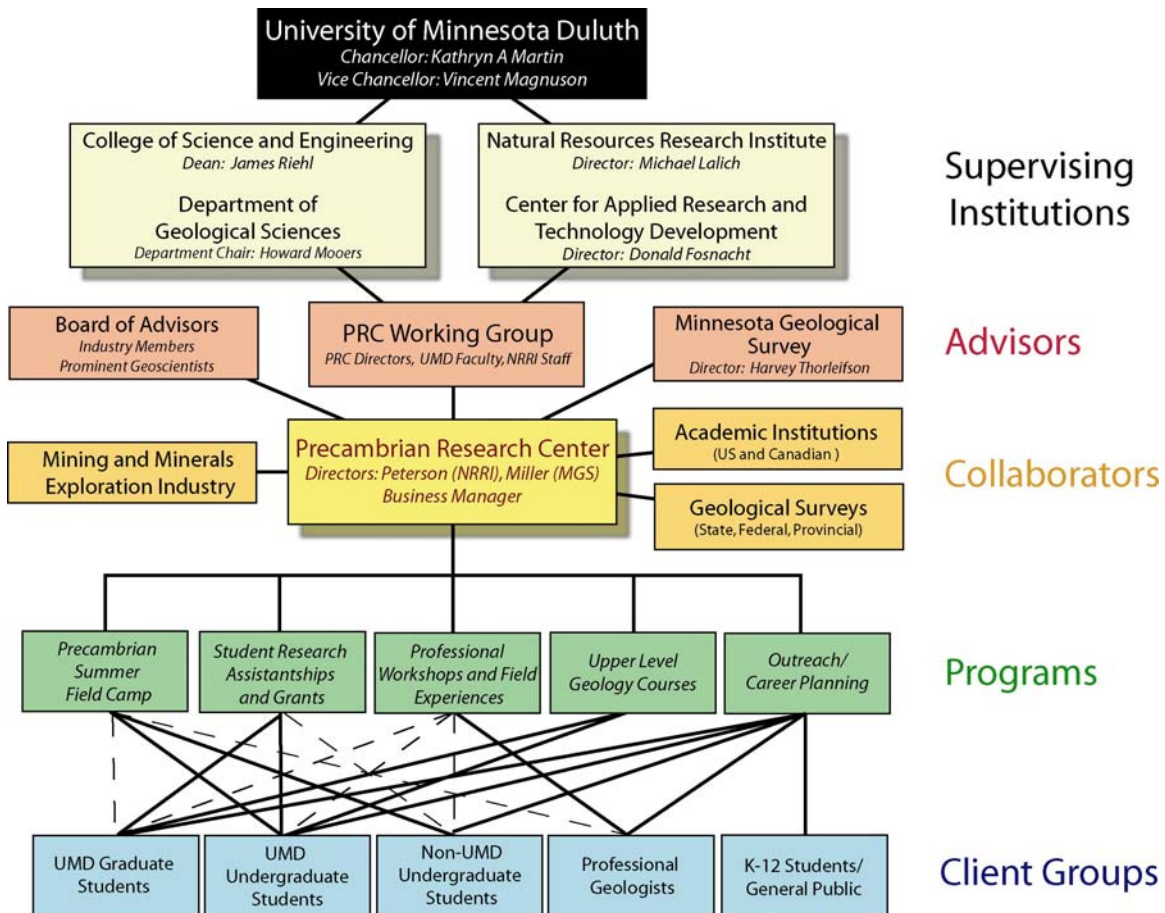 University of Minnesota Duluth
Chancellor: Kathryn A Martin
Vice Chancellor: Vincent Magnuson
College of Science and Engineering
Dean: James Riehl
Department of
Geological Sciences
Department Chair: Howard Mooers
Natural Resources Research Institute
Director: Michael Lalich
Center for Applied Research and
Technology Development
Director: Donald Fosnacht
Supervising
Institutions
Board of Advisors
Industry Members
Prominent Geoscientists
PRC Working Group
PRC Directors, UMD Faculty, NRRI Staff
Minnesota Geological
Survey
Director: Harvey Thorleifson
Advisors
Mining and Minerals
Exploration Industry
Precambrian Research Center
Directors: Peterson (NRRI), Miller (MGS)
Business Manager
Academic Institutions
(US and Canadian )
Geological Surveys
(State, Federal, Provincial)
Collaborators
Precambrian
Summer
Field Camp
Student Research
Assistantships
and Grants
Professional
Workshops and Field
Experiences
Upper Level
Geology Courses
Outreach/
Career Planning
Programs
UMD Graduate
Students
UMD
Undergraduate
Students
Non-UMD
Undergraduate
Students
Professional
Geologists
K-12 Students/
General Public
Client Groups